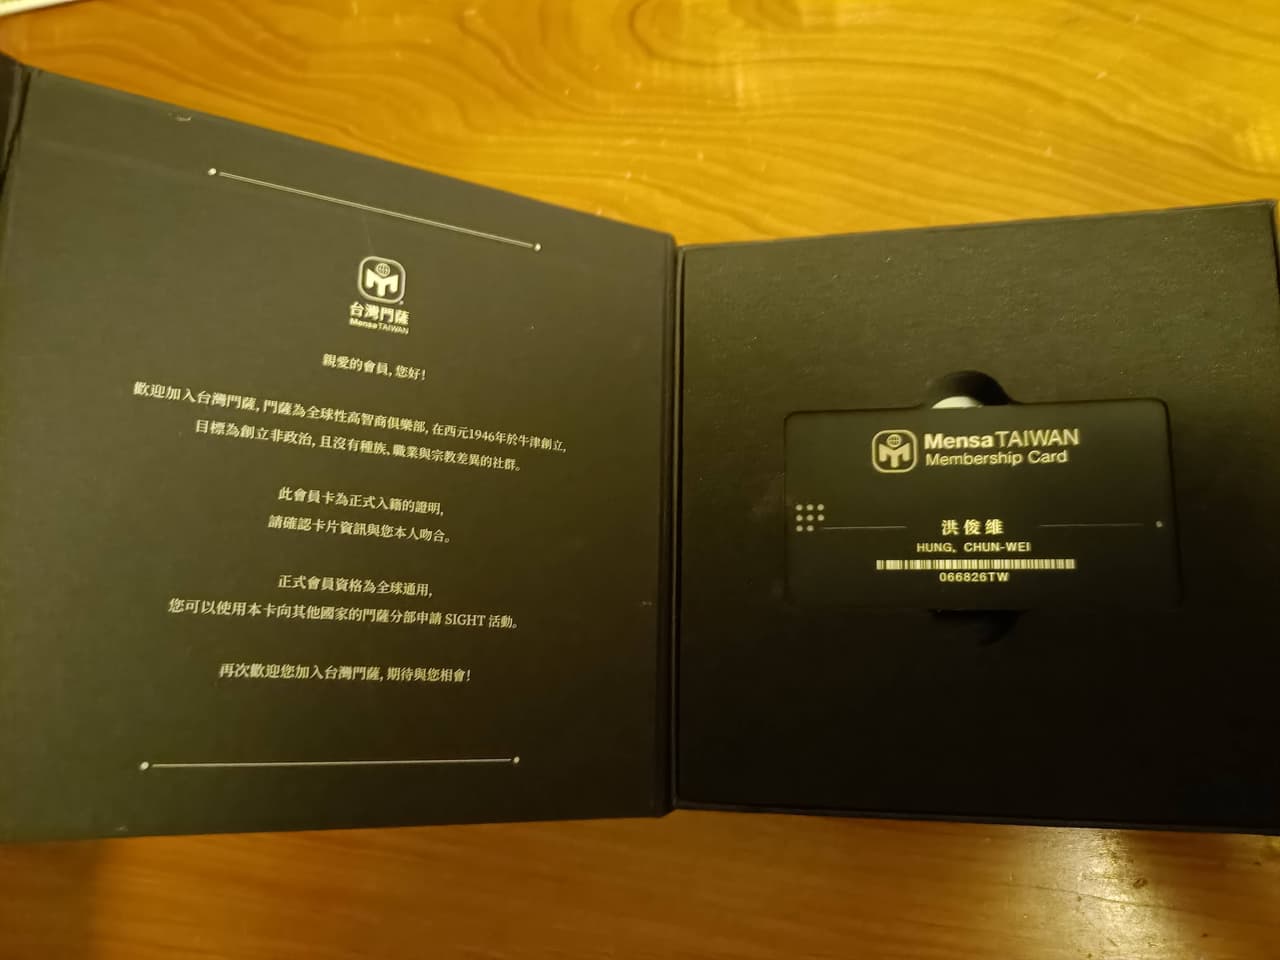 台灣門薩
Mensa TAIWAN
親愛的會員, 您好!
歡迎加入台灣門薩, 門薩為全球性高智商俱樂部, 在西元1946年於牛津創立,
目標為創立非政治, 且沒有種族, 職業與宗教差異的社群。
此會員卡為正式入籍的證明,
請確認卡片資訊與您本人吻合。
正式會員資格為全球通用,
您可以使用本卡向其他國家的門薩分部申請 SIGHT 活動。
再次歡迎您加入台灣門薩, 期待與您相會!
Mensa TAIWAN
Membership Card
洪俊維
HUNG, CHUN-WEI
066826TW